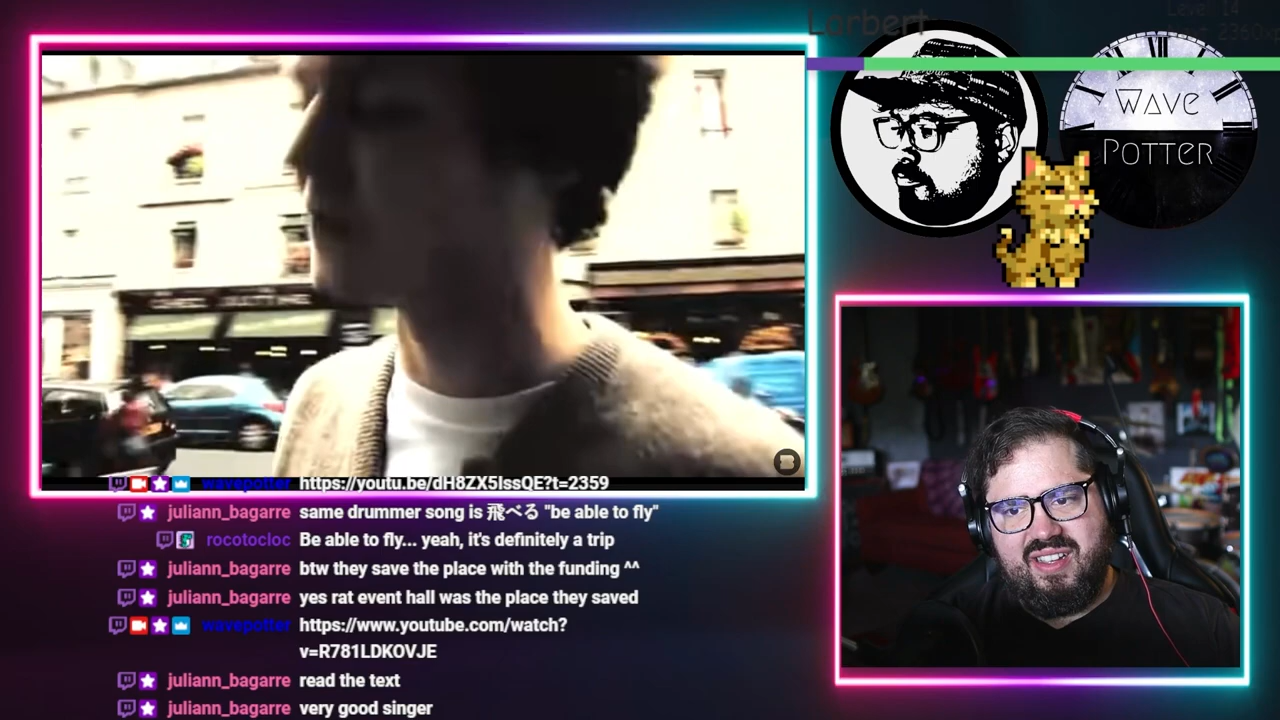 Larbert
Level: 14
WAVE
POTTER
wavepotter https://youtu.be/dH8ZX5IssQE?t=2359
juliann_bagarre same drummer song is 飛べる "be able to fly"
rocotocloc Be able to fly... yeah, it's definitely a trip
juliann_bagarre btw they save the place with the funding ^^
juliann_bagarre yes rat event hall was the place they saved
wavepotter https://www.youtube.com/watch?
v=R781LDKOVJE
juliann_bagarre read the text
juliann_bagarre very good singer